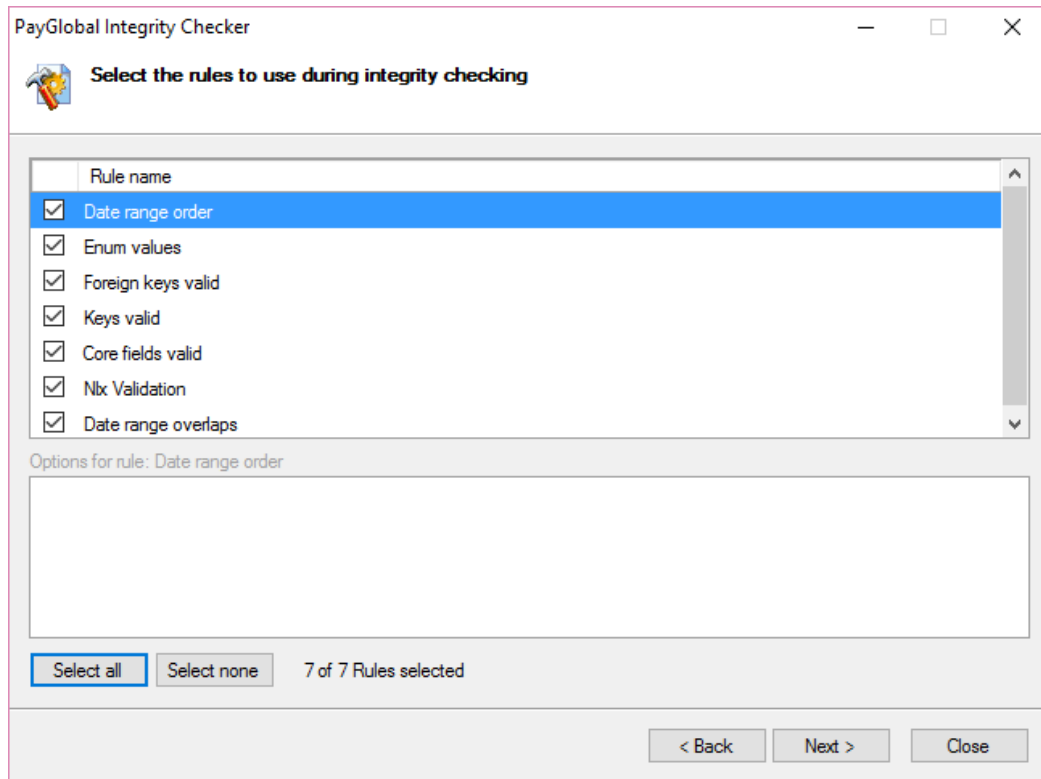 PayGlobal Integrity Checker
Select the rules to use during integrity checking
Rule name
Date range order
Enum values
Foreign keys valid
Keys valid
Core fields valid
Nlx Validation
Date range overlaps
Options for rule: Date range order
Select all Select none 7 of 7 Rules selected
< Back Next > Close